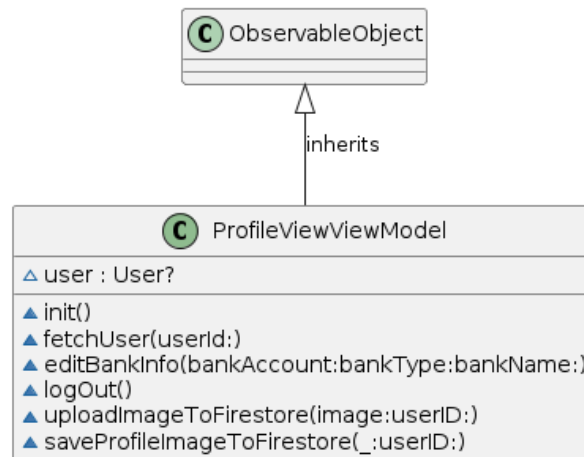 C ObservableObject
inherits
C ProfileViewViewModel
user : User?
init()
fetchUser(userId:)
editBankInfo(bankAccount:bankType:bankName:)
logOut()
uploadImageToFirestore(image:userID:)
saveProfileImageToFirestore(_:userID:)